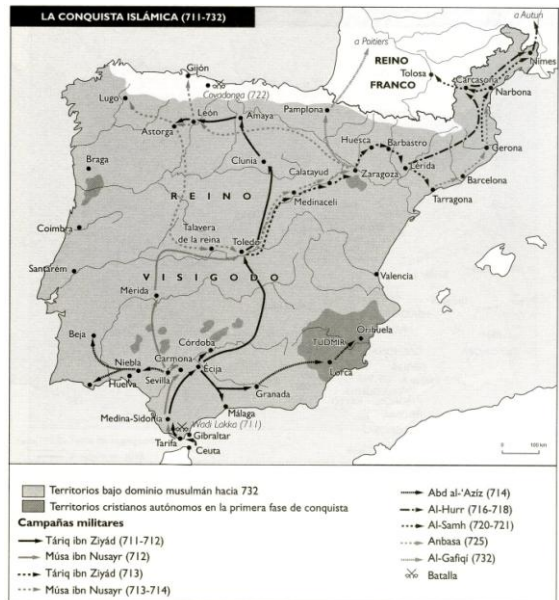 LA CONQUISTA ISLÁMICA (711-732)
a Autun
a Poitiers
REINO
FRANCO
Gijón
Covadonga (722)
Tolosa
Carcasona
Nimes
Narbona
Lugo
León
Amaya
Pamplona
Astorga
Huesca
Barbastro
Gerona
Braga
Clunia
Calatayud
Lérida
Zaragoza
Barcelona
REINO
Medinaceli
Tarragona
Coimbra
Talavera
de la reina
Toledo
Santarém
VISIGODO
Valencia
Mérida
Beja
Córdoba
Orihuela
TUDMIR
Niebla
Carmona
Écija
Lorca
Huelva
Sevilla
Granada
Medina-Sidonia
Wadi Lakka (711)
Málaga
Tarifa
Gibraltar
Ceuta
0 100 km
Territorios bajo dominio musulmán hacia 732
Territorios cristianos autónomos en la primera fase de conquista
Campañas militares
Táriq ibn Ziyád (711-712)
Músa ibn Nusayr (712)
Táriq ibn Ziyád (713)
Músa ibn Nusayr (713-714)
Abd al-'Azíz (714)
Al-Hurr (716-718)
Al-Samh (720-721)
Anbasa (725)
Al-Gafiqí (732)
Batalla